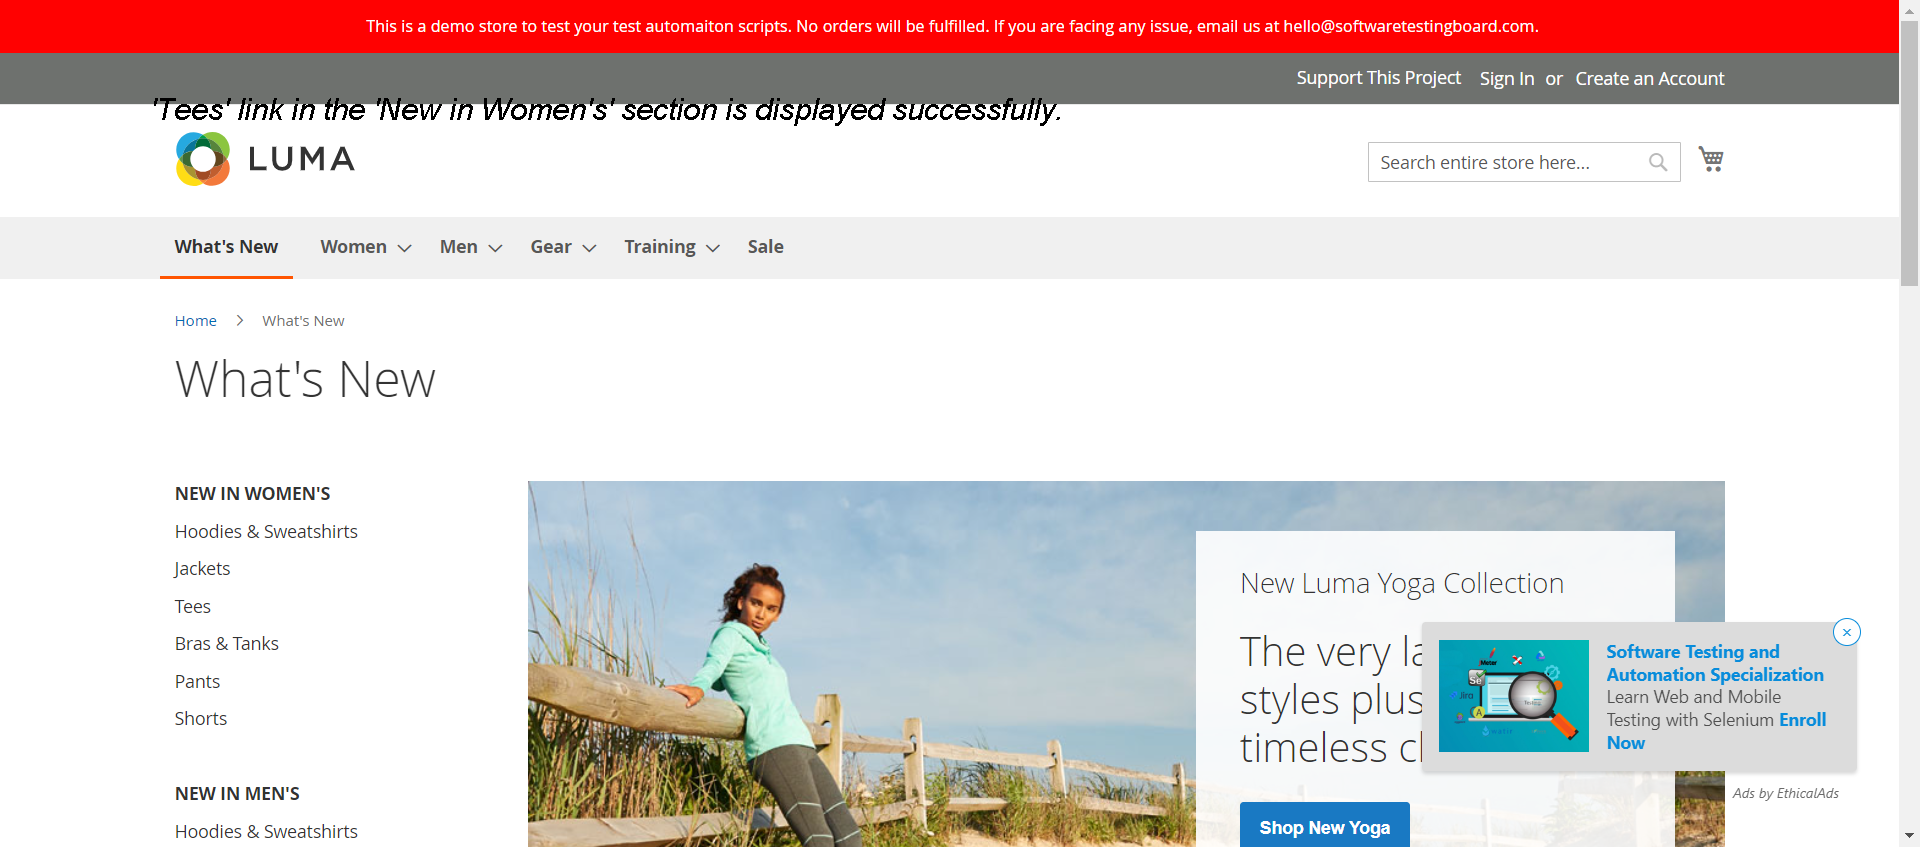 This is a demo store to test your test automaiton scripts. No orders will be fulfilled. If you are facing any issue, email us at hello@softwaretestingboard.com.
Support This Project Sign In or Create an Account
'Tees' link in the 'New in Women's' section is displayed successfully.
LUMA
Search entire store here...
What's New Women Men Gear Training Sale
Home What's New
What's New
NEW IN WOMEN'S
Hoodies & Sweatshirts
Jackets
Tees
Bras & Tanks
Pants
Shorts
NEW IN MEN'S
Hoodies & Sweatshirts
New Luma Yoga Collection
The very la
styles plus
timeless cl
Shop New Yoga
Meter
Se
Jira
Software Testing and
Automation Specialization
Learn Web and Mobile
Testing with Selenium Enroll
Now
Ads by EthicalAds